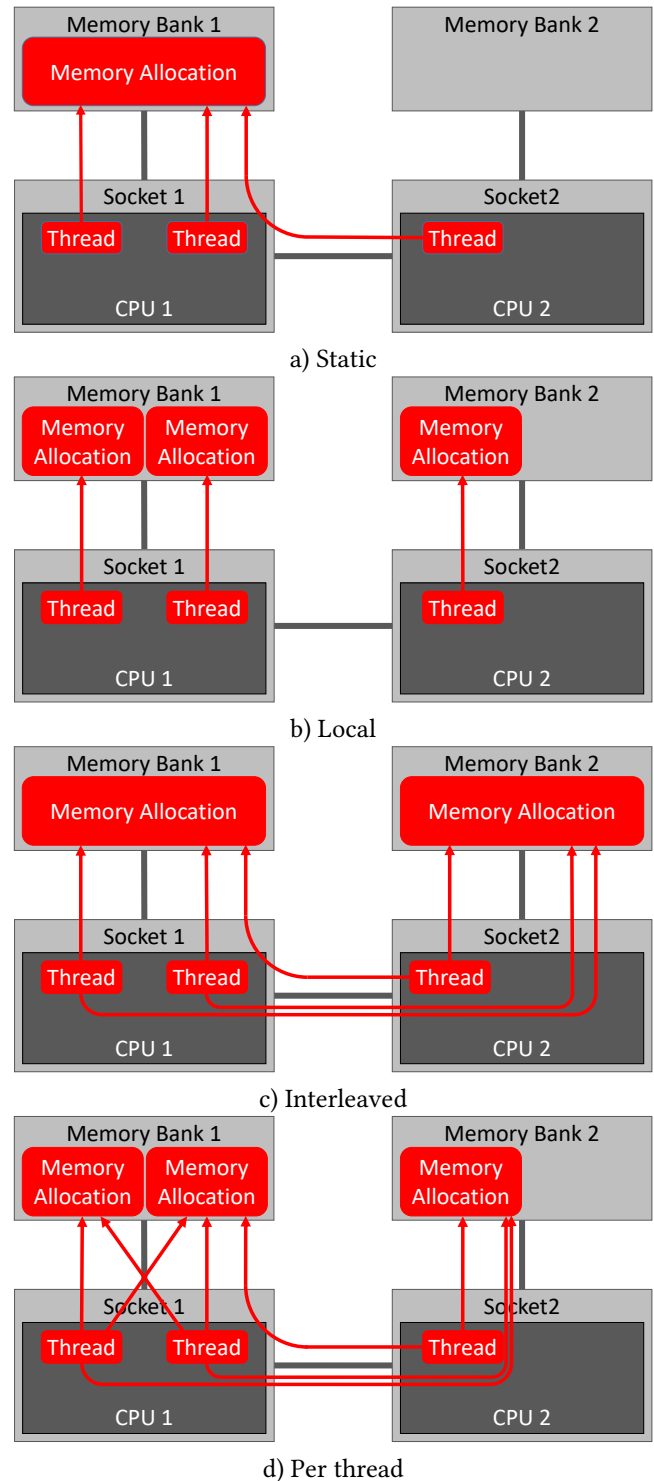 Memory Bank 1
Memory Bank 2
Memory Allocation
Socket 1
Socket2
Thread
Thread
Thread
CPU 1
CPU 2
a) Static
Memory Bank 1
Memory Bank 2
Memory
Allocation
Memory
Allocation
Memory
Allocation
Socket 1
Socket2
Thread
Thread
Thread
CPU 1
CPU 2
b) Local
Memory Bank 1
Memory Bank 2
Memory Allocation
Memory Allocation
Socket 1
Socket2
Thread
Thread
Thread
CPU 1
CPU 2
c) Interleaved
Memory Bank 1
Memory Bank 2
Memory
Allocation
Memory
Allocation
Memory
Allocation
Socket 1
Socket2
Thread
Thread
Thread
CPU 1
CPU 2
d) Per thread